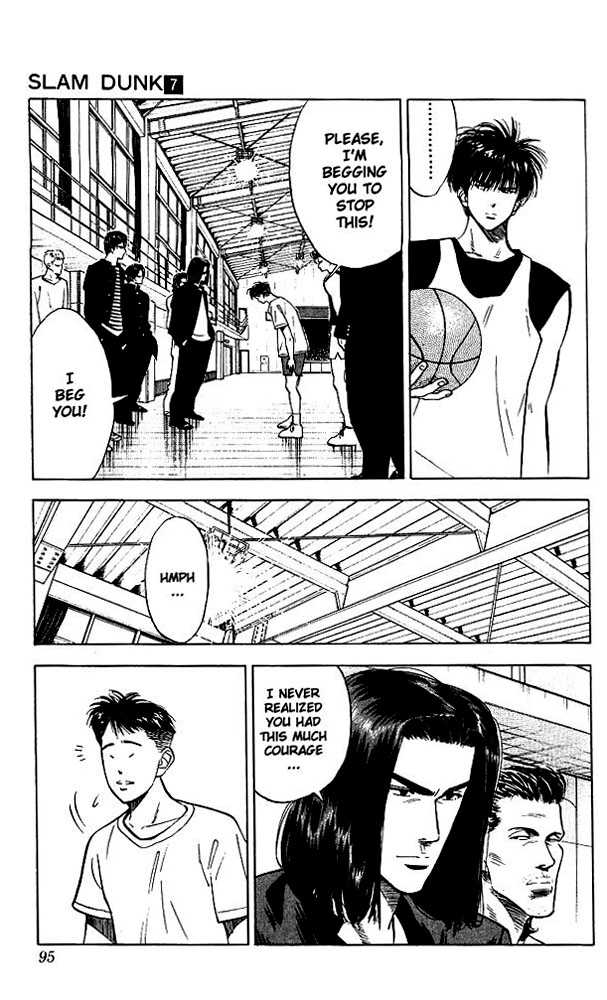 SLAM DUNK 7
.........
PLEASE,
I'M
BEGGING
YOU TO
STOP
THIS!
I
BEG
YOU!
HMPH
...
I NEVER
REALIZED
YOU HAD
THIS MUCH
COURAGE
...
95